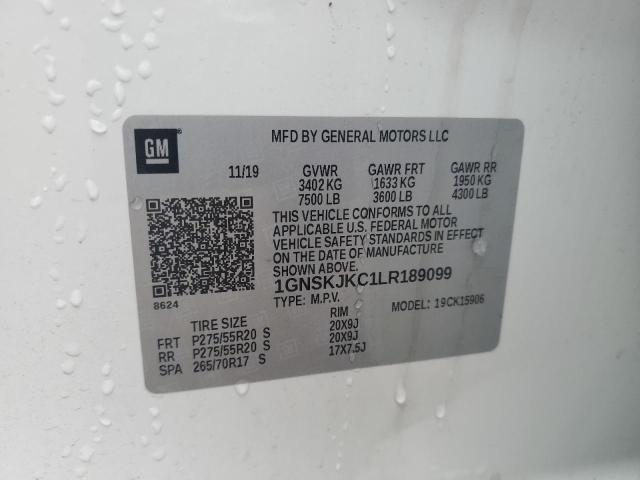 GM
MFD BY GENERAL MOTORS LLC
11/19 GVWR GAWR FRT GAWR RR
3402 KG 1633 KG 1950 KG
7500 LB 3600 LB 4300 LB
THIS VEHICLE CONFORMS TO ALL
APPLICABLE U.S. FEDERAL MOTOR
VEHICLE SAFETY STANDARDS IN EFFECT
ON THE DATE OF MANUFACTURE
SHOWN ABOVE.
8624
1GNSKJKC1LR189099
TYPE: M.P.V. MODEL: 19CK15906
TIRE SIZE RIM
FRT P275/55R20 S 20X9J
RR P275/55R20 S 20X9J
SPA 265/70R17 S 17X7.5J